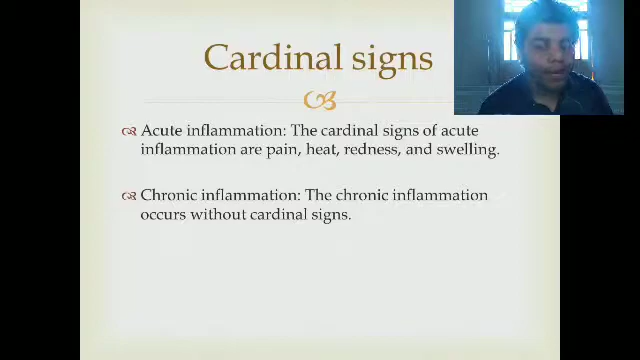 Cardinal signs
Acute inflammation: The cardinal signs of acute
inflammation are pain, heat, redness, and swelling.
Chronic inflammation: The chronic inflammation
occurs without cardinal signs.